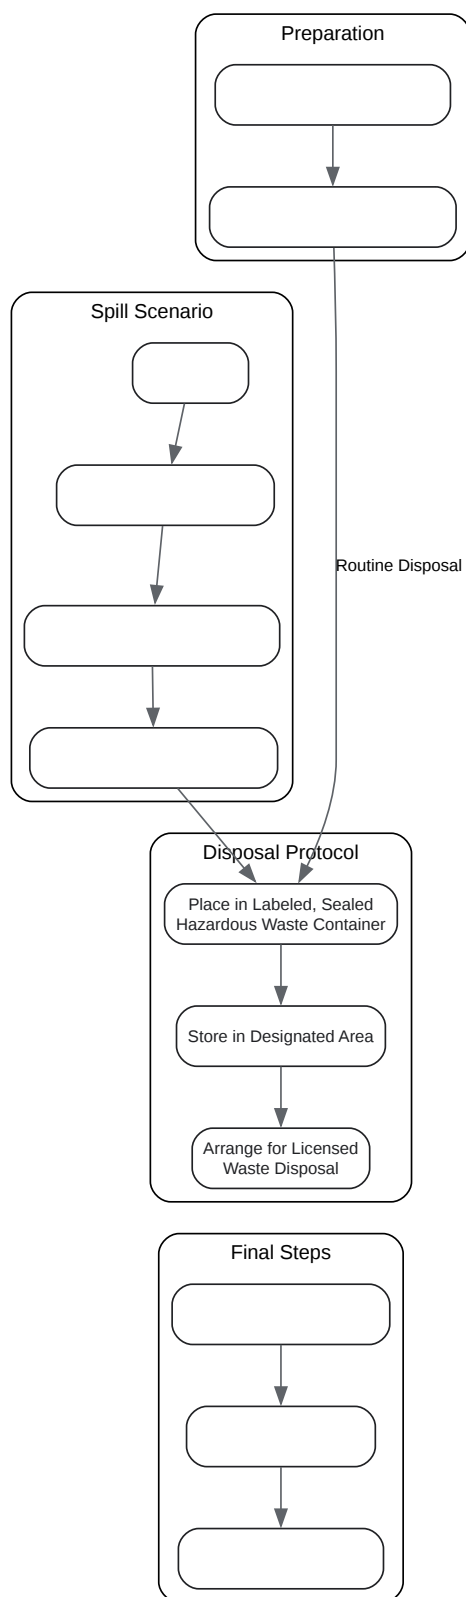 Preparation
Spill Scenario
Routine Disposal
Disposal Protocol
Place in Labeled, Sealed
Hazardous Waste Container
Store in Designated Area
Arrange for Licensed
Waste Disposal
Final Steps